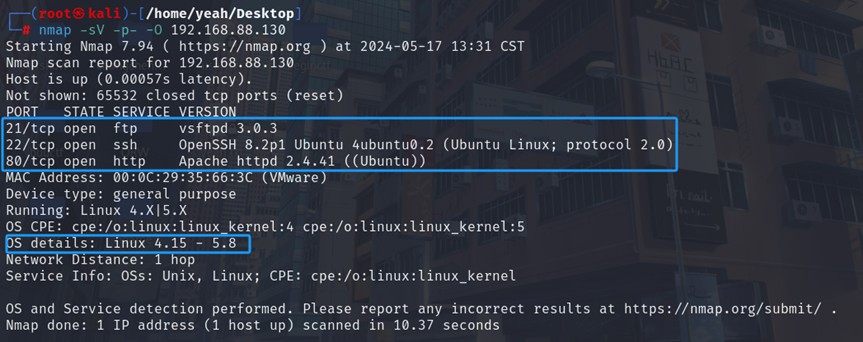 (root㉿kali)-[/home/yeah/Desktop]
# nmap -sV -p- -O 192.168.88.130
Starting Nmap 7.94 ( https://nmap.org ) at 2024-05-17 13:31 CST
Nmap scan report for 192.168.88.130
Host is up (0.00057s latency).
Not shown: 65532 closed tcp ports (reset)
PORT   STATE SERVICE VERSION
21/tcp open  ftp     vsftpd 3.0.3
22/tcp open  ssh     OpenSSH 8.2p1 Ubuntu 4ubuntu0.2 (Ubuntu Linux; protocol 2.0)
80/tcp open  http    Apache httpd 2.4.41 ((Ubuntu))
MAC Address: 00:0C:29:35:66:3C (VMware)
Device type: general purpose
Running: Linux 4.X|5.X
OS CPE: cpe:/o:linux:linux_kernel:4 cpe:/o:linux:linux_kernel:5
OS details: Linux 4.15 - 5.8
Network Distance: 1 hop
Service Info: OSs: Unix, Linux; CPE: cpe:/o:linux:linux_kernel
OS and Service detection performed. Please report any incorrect results at https://nmap.org/submit/ .
Nmap done: 1 IP address (1 host up) scanned in 10.37 seconds